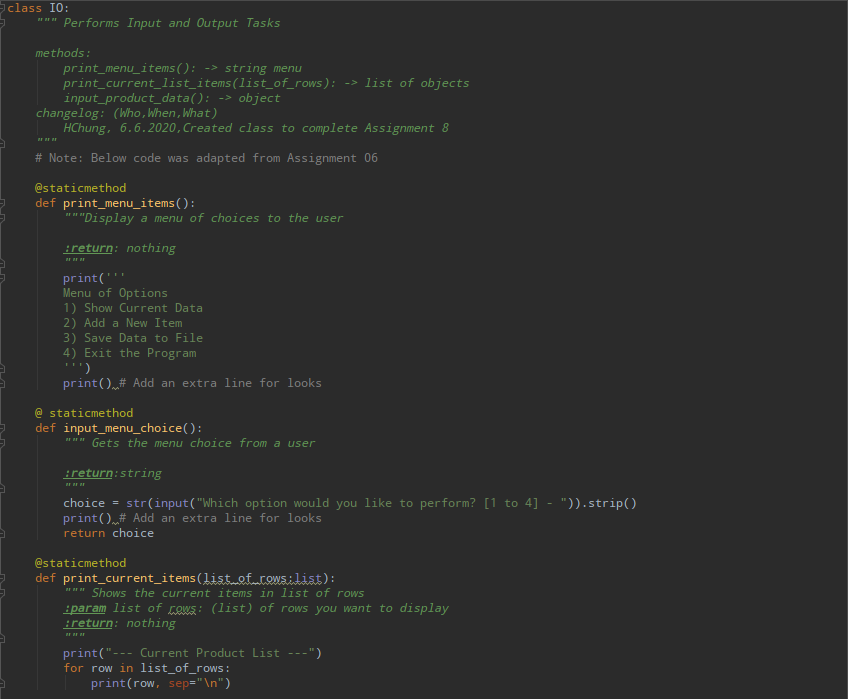 class IO:
    """ Performs Input and Output Tasks

    methods:
        print_menu_items(): -> string menu
        print_current_list_items(list_of_rows): -> list of objects
        input_product_data(): -> object
    changelog: (Who,When,What)
        HChung, 6.6.2020,Created class to complete Assignment 8
    """
    # Note: Below code was adapted from Assignment 06

    @staticmethod
    def print_menu_items():
        """Display a menu of choices to the user

        :return: nothing
        """
        print('''
        Menu of Options
        1) Show Current Data
        2) Add a New Item
        3) Save Data to File
        4) Exit the Program
        ''')
        print() # Add an extra line for looks

    @ staticmethod
    def input_menu_choice():
        """ Gets the menu choice from a user

        :return:string
        """
        choice = str(input("Which option would you like to perform? [1 to 4] - ")).strip()
        print() # Add an extra line for looks
        return choice

    @staticmethod
    def print_current_items(list_of_rows:list):
        """ Shows the current items in list of rows
        :param list of rows: (list) of rows you want to display
        :return: nothing
        """
        print("--- Current Product List ---")
        for row in list_of_rows:
            print(row, sep="\n")